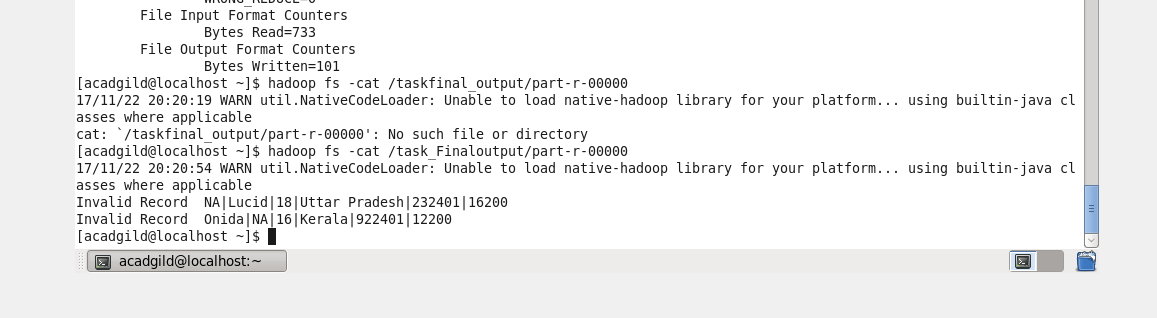 WRONG_REDUCE=0
File Input Format Counters
Bytes Read=733
File Output Format Counters
Bytes Written=101
[acadgild@localhost ~]$ hadoop fs -cat /taskfinal_output/part-r-00000
17/11/22 20:20:19 WARN util.NativeCodeLoader: Unable to load native-hadoop library for your platform... using builtin-java cl
asses where applicable
cat: `/taskfinal_output/part-r-00000': No such file or directory
[acadgild@localhost ~]$ hadoop fs -cat /task_Finaloutput/part-r-00000
17/11/22 20:20:54 WARN util.NativeCodeLoader: Unable to load native-hadoop library for your platform... using builtin-java cl
asses where applicable
Invalid Record  NA|Lucid|18|Uttar Pradesh|232401|16200
Invalid Record  Onida|NA|16|Kerala|922401|12200
[acadgild@localhost ~]$
acadgild@localhost:~